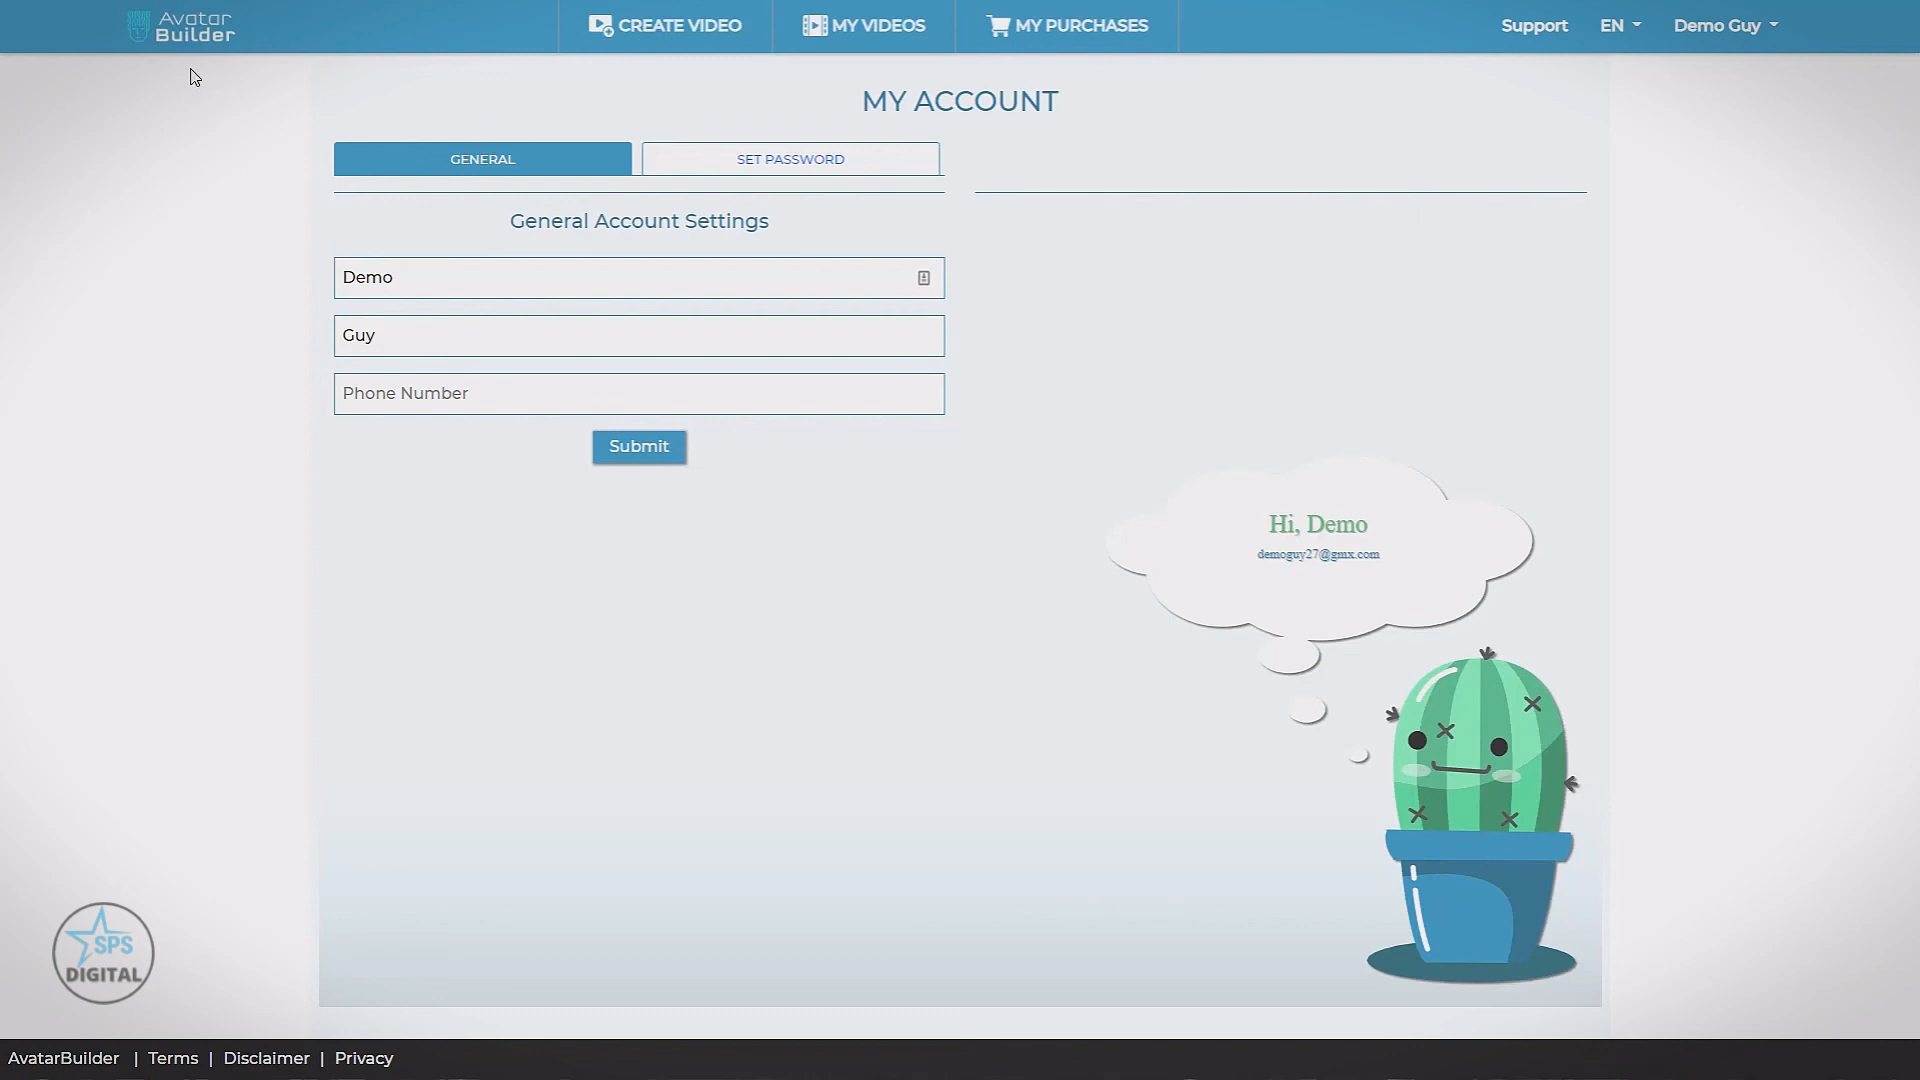 Avatar
Builder
CREATE VIDEO
MY VIDEOS
MY PURCHASES
Support
EN
Demo Guy
MY ACCOUNT
GENERAL
SET PASSWORD
General Account Settings
Demo
Guy
Phone Number
Submit
Hi, Demo
demoguy27@gmx.com
SPS
DIGITAL
AvatarBuilder | Terms | Disclaimer | Privacy